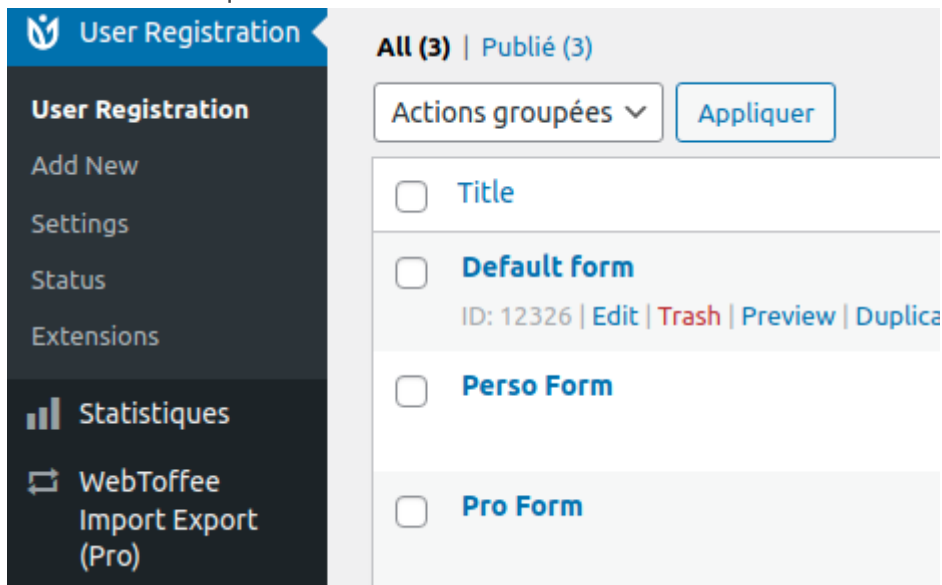 User Registration
User Registration
Add New
Settings
Status
Extensions
Statistiques
WebToffee
Import Export
(Pro)
All (3) | Publié (3)
Actions groupées
Appliquer
Title
Default form
ID: 12326 | Edit | Trash | Preview | Duplica
Perso Form
Pro Form